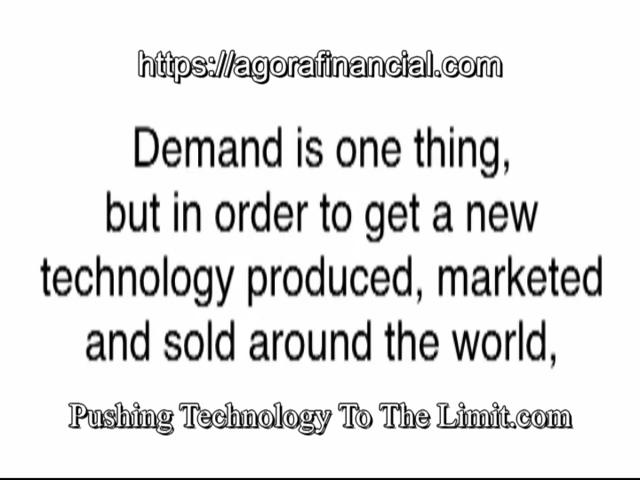 https://agorafinancial.com
Demand is one thing,
but in order to get a new
technology produced, marketed
and sold around the world,
Pushing Technology To The Limit.com